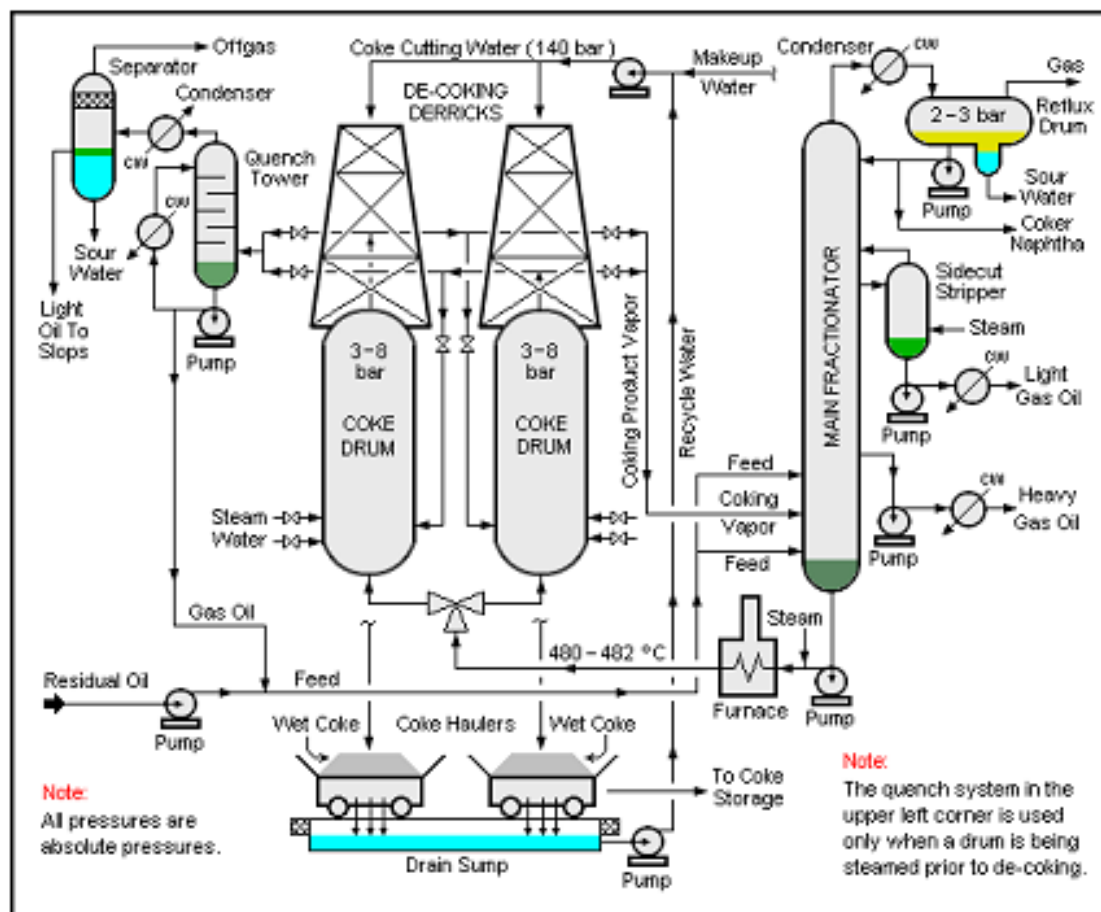 Offgas
Separator
Condenser
CW
Quench
Tower
CW
Sour
Water
Light
Oil To
Slops
Pump
Coke Cutting Water (140 bar)
DE-COKING
DERRICKS
Makeup
Water
3-8
bar
COKE
DRUM
3-8
bar
COKE
DRUM
Steam
Water
Coking Product Vapor
Recycle Water
Condenser
CW
Gas
2-3 bar
Reflux
Drum
Pump
Sour
Water
Coker
Naphtha
MAIN FRACTIONATOR
Sidecut
Stripper
Steam
CW
Light
Gas Oil
Pump
Feed
Coking
Vapor
Feed
CW
Heavy
Gas Oil
Pump
Gas Oil
Steam
480-482 °C
Furnace
Pump
Residual Oil
Pump
Feed
Wet Coke
Coke Haulers
Wet Coke
To Coke
Storage
Drain Sump
Pump
Note:
All pressures are
absolute pressures.
Note:
The quench system in the
upper left corner is used
only when a drum is being
steamed prior to de-coking.